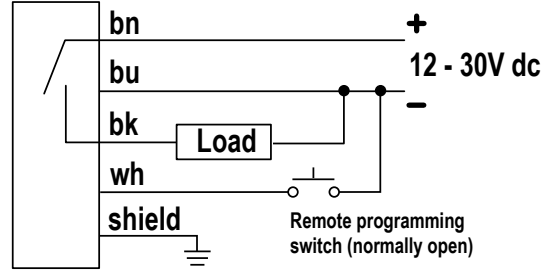 bn
+
12 - 30V dc
bu
–
bk
Load
wh
shield
Remote programming
switch (normally open)